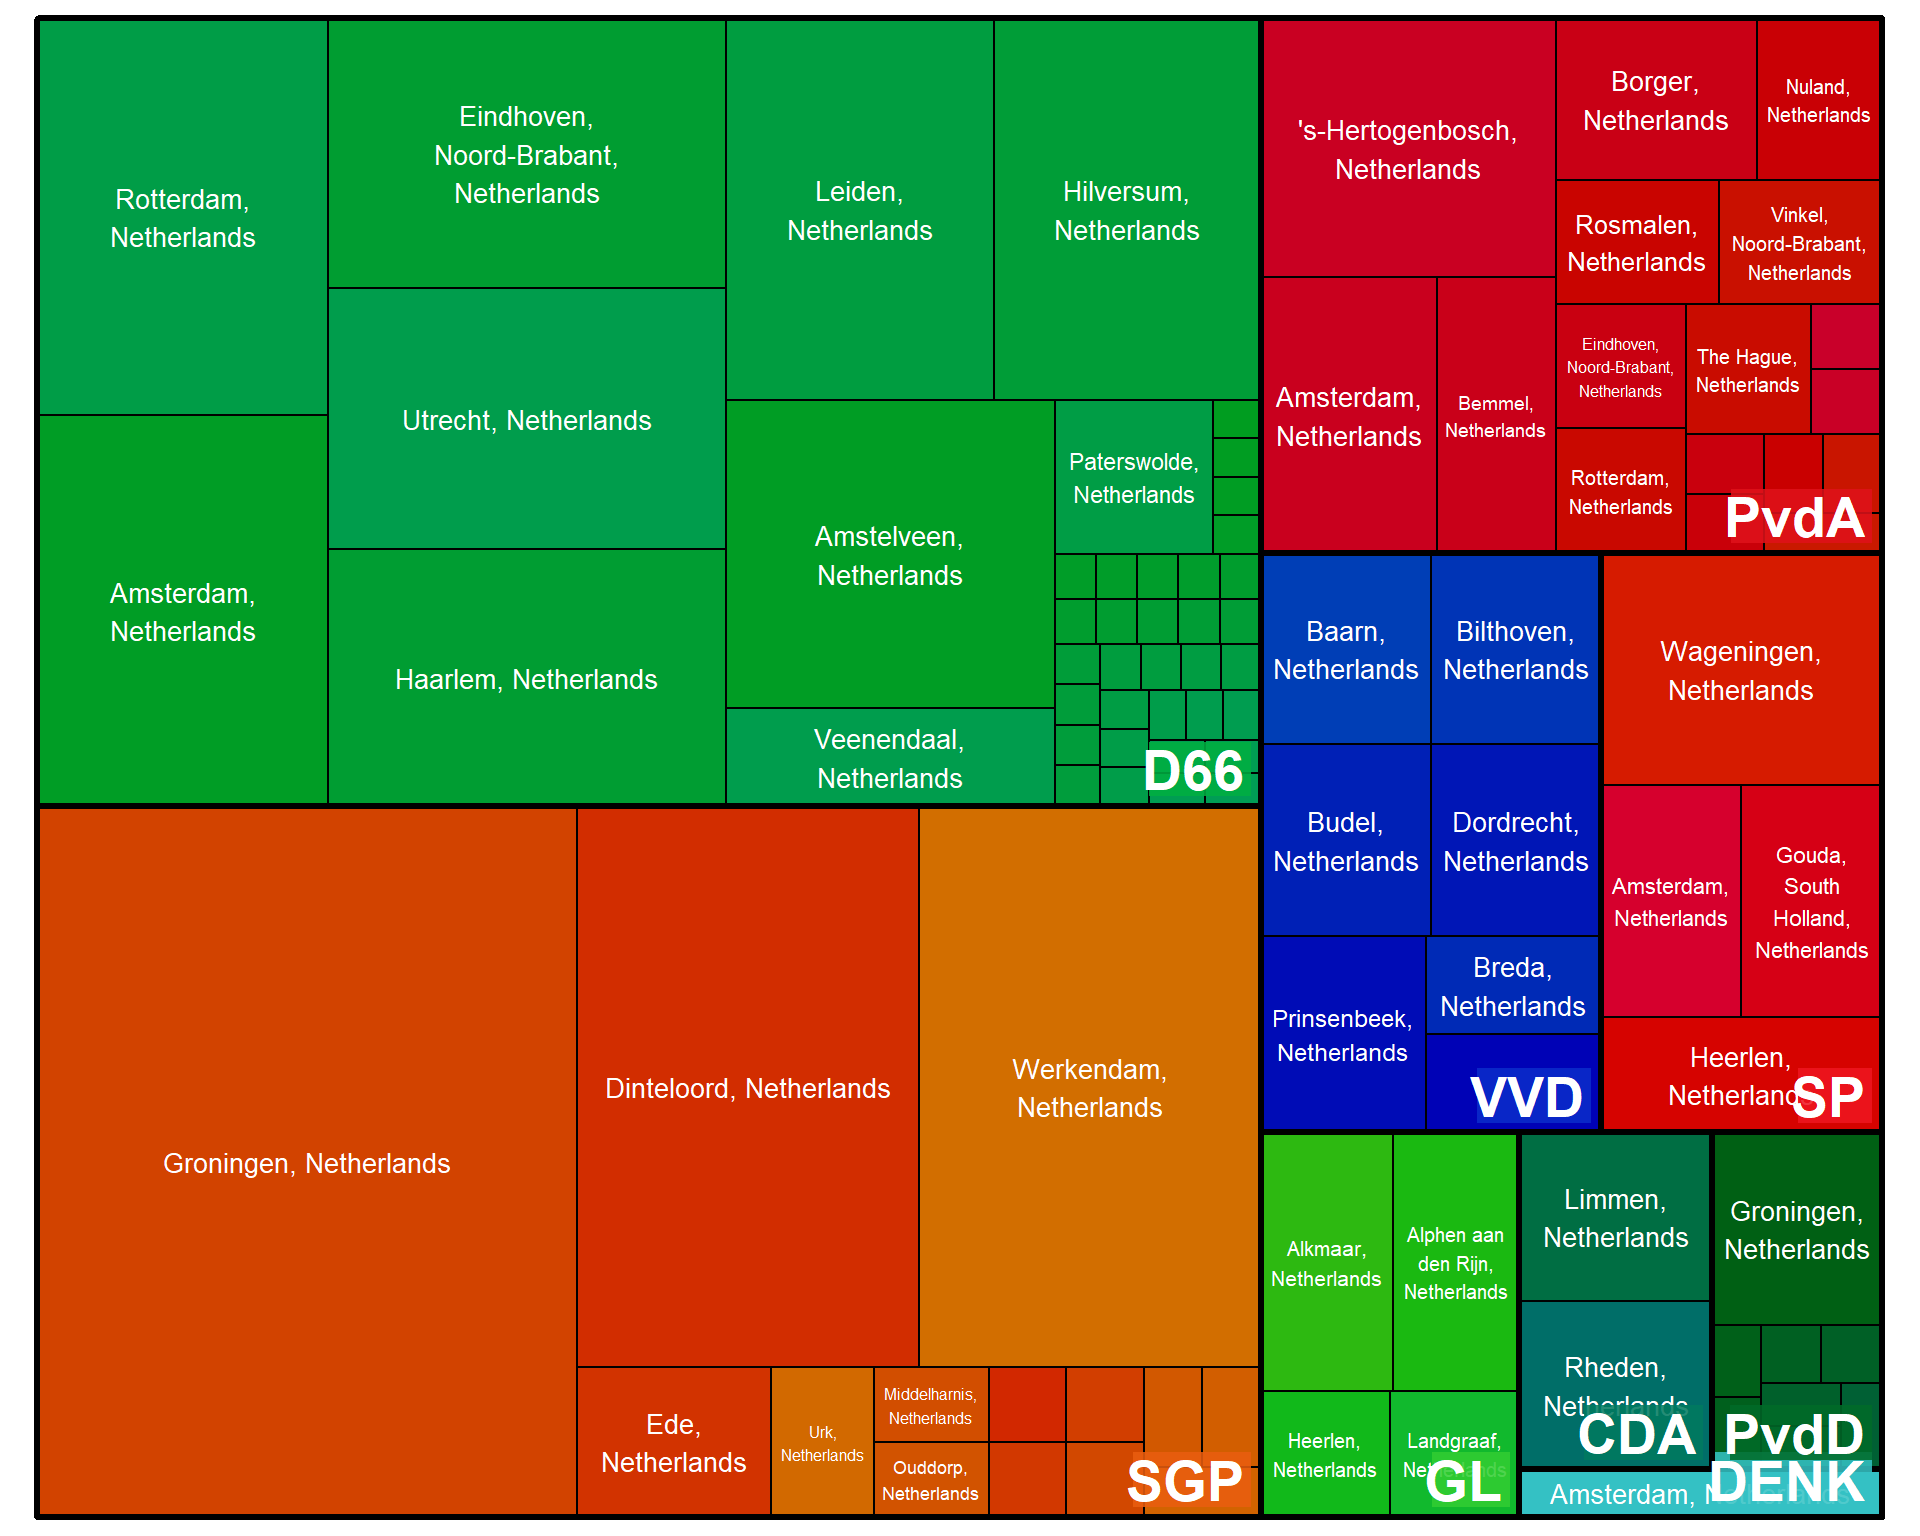 Rotterdam,
Netherlands
Eindhoven,
Noord-Brabant,
Netherlands
Leiden,
Netherlands
Hilversum,
Netherlands
Amsterdam,
Netherlands
Utrecht, Netherlands
Haarlem, Netherlands
Amstelveen,
Netherlands
Paterswolde,
Netherlands
Veenendaal,
Netherlands
D66
Groningen, Netherlands
Dinteloord, Netherlands
Werkendam,
Netherlands
Ede,
Netherlands
Urk,
Netherlands
Middelharnis,
Netherlands
Ouddorp,
Netherlands
SGP
's-Hertogenbosch,
Netherlands
Borger,
Netherlands
Nuland,
Netherlands
Rosmalen,
Netherlands
Vinkel,
Noord-Brabant,
Netherlands
Amsterdam,
Netherlands
Bemmel,
Netherlands
Eindhoven,
Noord-Brabant,
Netherlands
The Hague,
Netherlands
Rotterdam,
Netherlands
PvdA
Baarn,
Netherlands
Bilthoven,
Netherlands
Budel,
Netherlands
Dordrecht,
Netherlands
Prinsenbeek,
Netherlands
Breda,
Netherlands
VVD
Wageningen,
Netherlands
Amsterdam,
Netherlands
Gouda,
South
Holland,
Netherlands
Heerlen,
Netherlands
SP
Alkmaar,
Netherlands
Alphen aan
den Rijn,
Netherlands
Heerlen,
Netherlands
Landgraaf,
Netherlands
GL
Limmen,
Netherlands
Rheden,
Netherlands
CDA
Groningen,
Netherlands
PvdD
DENK
Amsterdam, Netherlands